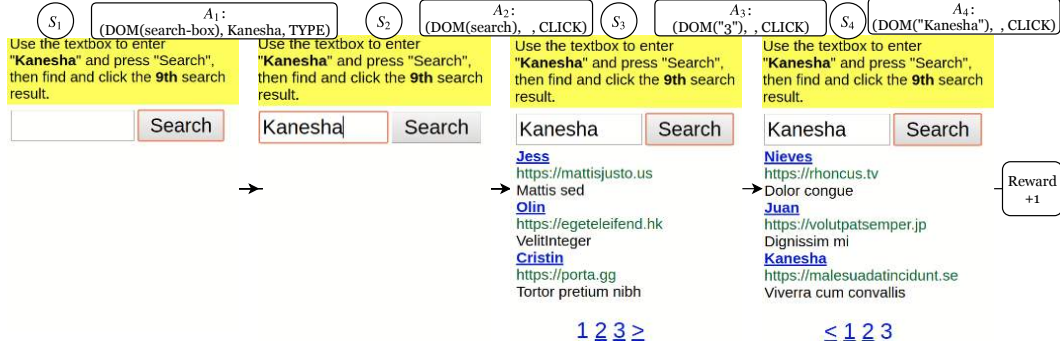 S1
A1:
(DOM(search-box), Kanesha, TYPE)
S2
A2:
(DOM(search), , CLICK)
S3
A3:
(DOM("3"), , CLICK)
S4
A4:
(DOM("Kanesha"), , CLICK)
Use the textbox to enter
"Kanesha" and press "Search",
then find and click the 9th search
result.
Search
Use the textbox to enter
"Kanesha" and press "Search",
then find and click the 9th search
result.
Kanesha
Search
Use the textbox to enter
"Kanesha" and press "Search",
then find and click the 9th search
result.
Kanesha
Search
Jess
https://mattisjusto.us
Mattis sed
Olin
https://egeteleifend.hk
VelitInteger
Cristin
https://porta.gg
Tortor pretium nibh
1 2 3 >
Use the textbox to enter
"Kanesha" and press "Search",
then find and click the 9th search
result.
Kanesha
Search
Nieves
https://rhoncus.tv
Dolor congue
Juan
https://volutpatsemper.jp
Dignissim mi
Kanesha
https://malesuadatincidunt.se
Viverra cum convallis
< 1 2 3
Reward
+1